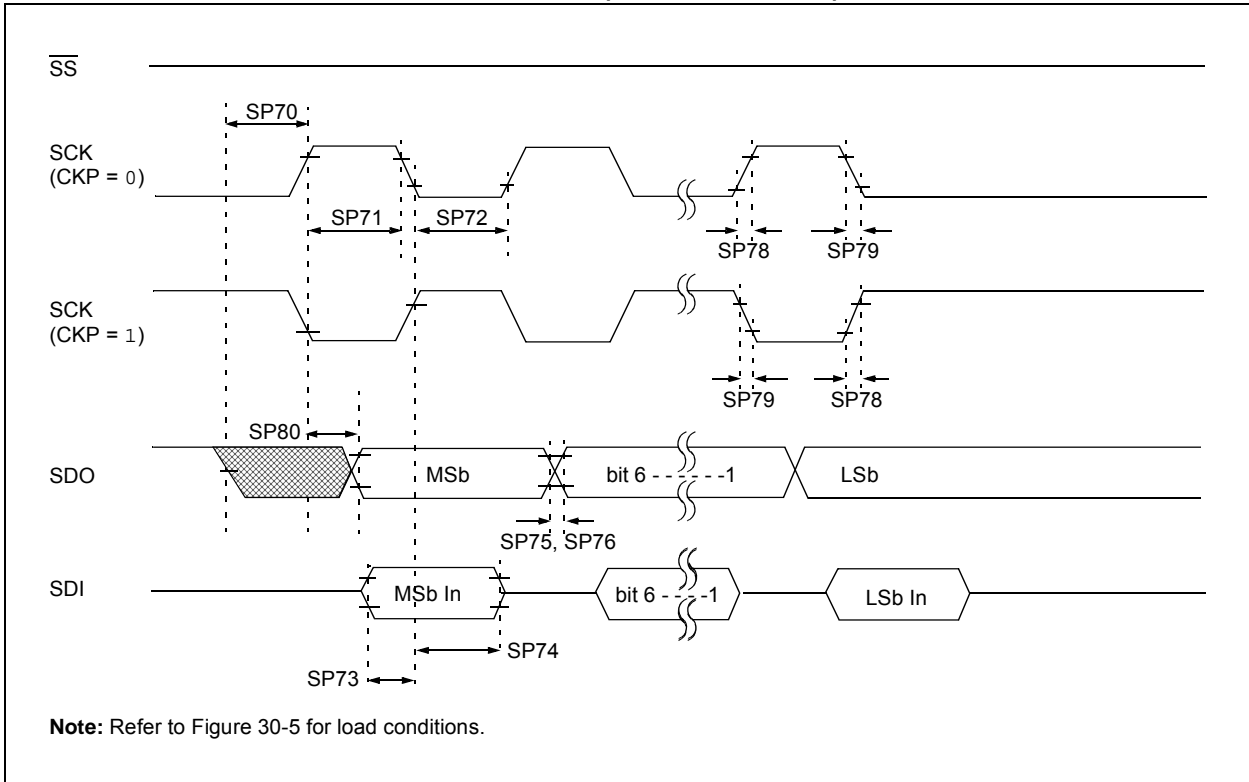 SS
SP70
SCK
(CKP = 0)
SP71
SP72
SP78
SP79
SCK
(CKP = 1)
SP79
SP78
SP80
SDO
MSb
bit 6 - - - - - -1
LSb
SP75, SP76
SDI
MSb In
bit 6 - - - - -1
LSb In
SP74
SP73
Note: Refer to Figure 30-5 for load conditions.